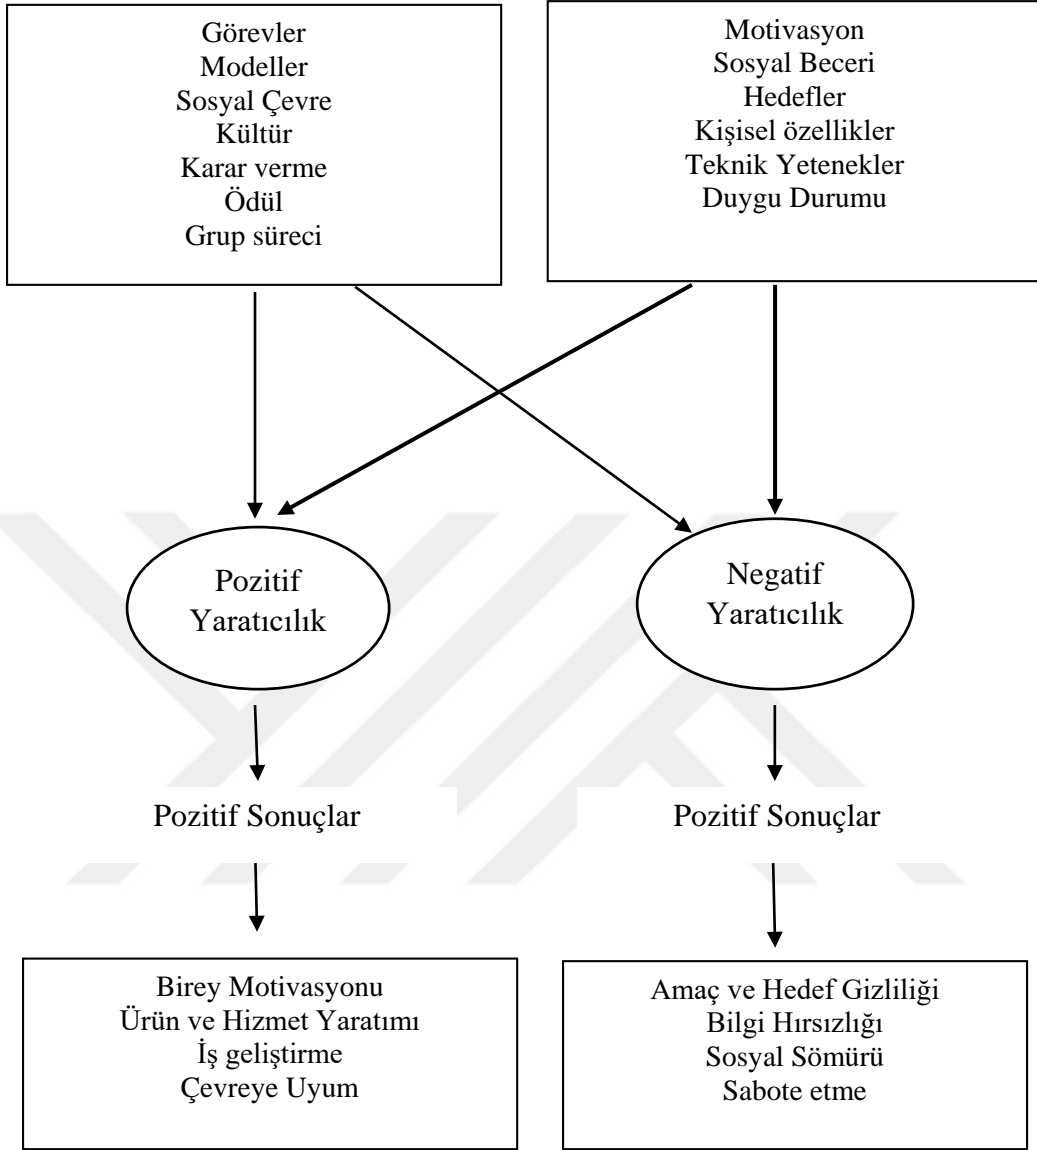 Görevler
Modeller
Sosyal Çevre
Kültür
Karar verme
Ödül
Grup süreci
Motivasyon
Sosyal Beceri
Hedefler
Kişisel özellikler
Teknik Yetenekler
Duygu Durumu
Pozitif
Yaratıcılık
Negatif
Yaratıcılık
Pozitif Sonuçlar
Pozitif Sonuçlar
Birey Motivasyonu
Ürün ve Hizmet Yaratımı
İş geliştirme
Çevreye Uyum
Amaç ve Hedef Gizliliği
Bilgi Hırsızlığı
Sosyal Sömürü
Sabote etme